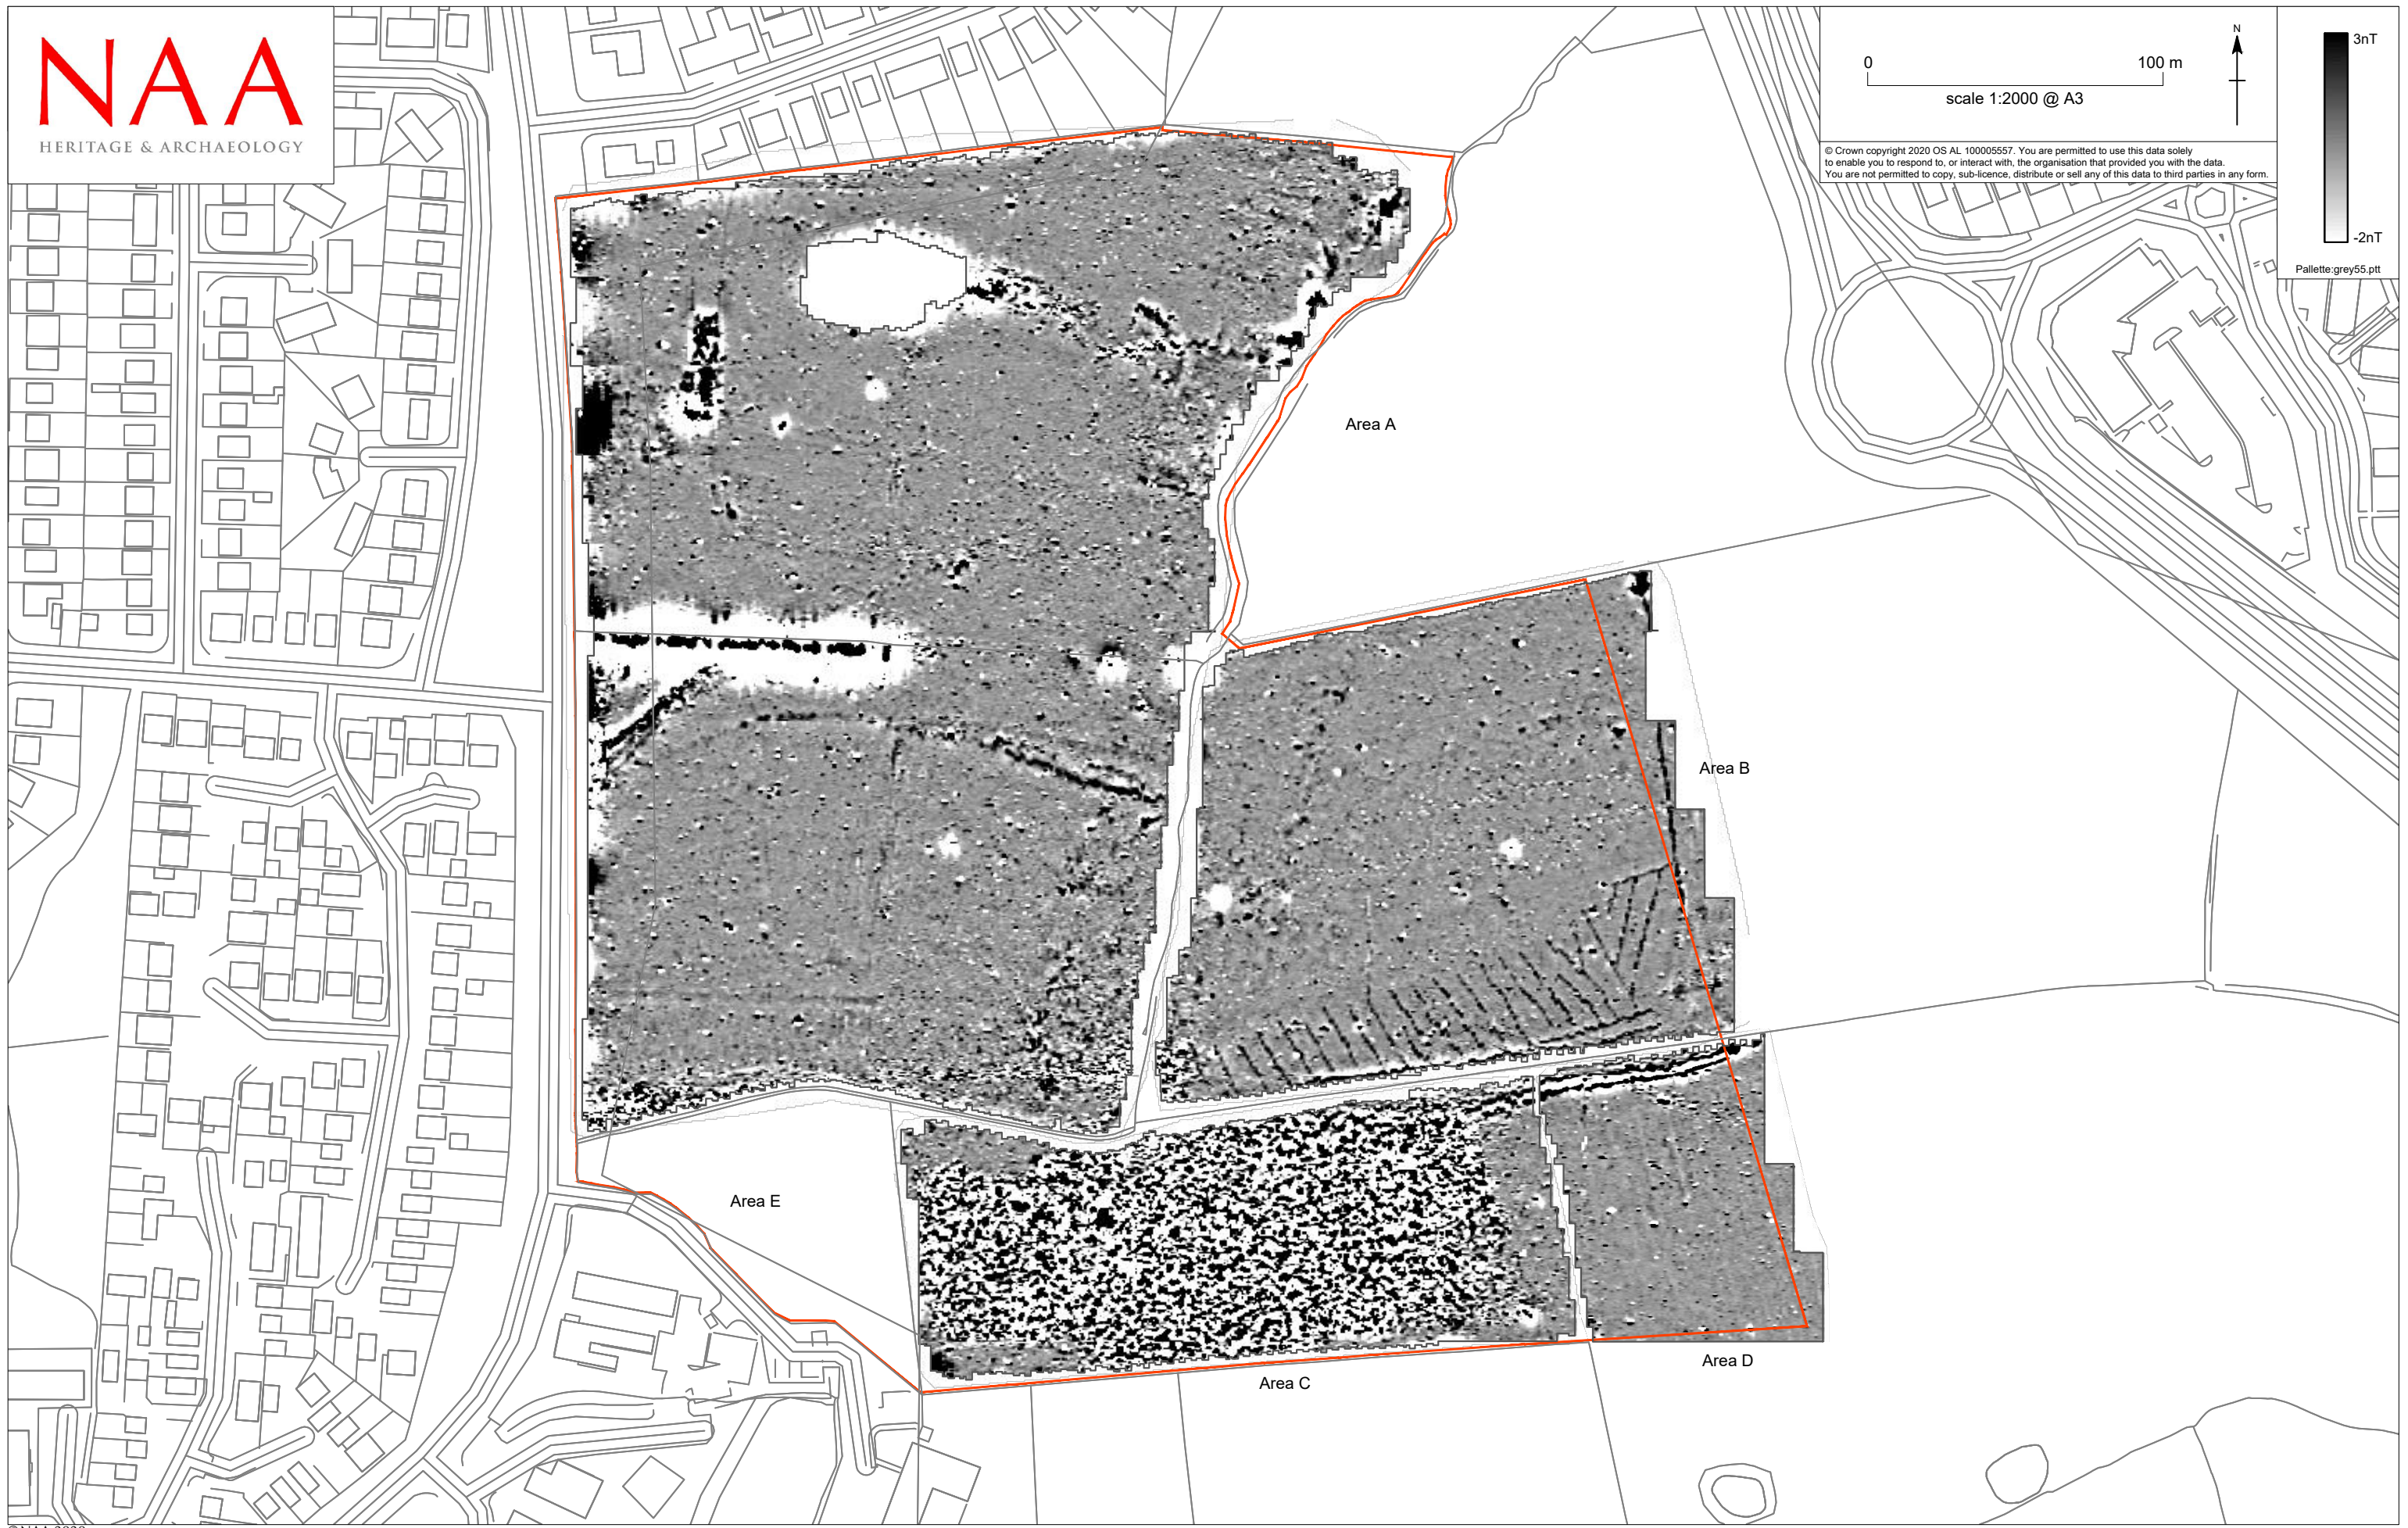 NAA
HERITAGE & ARCHAEOLOGY
0 100 m
scale 1:2000 @ A3
N
© Crown copyright 2020 OS AL 100005557. You are permitted to use this data solely
to enable you to respond to, or interact with, the organisation that provided you with the data.
You are not permitted to copy, sub-licence, distribute or sell any of this data to third parties in any form.
3nT
-2nT
Pallette:grey55.ptt
Area A
Area B
Area E
Area D
Area C